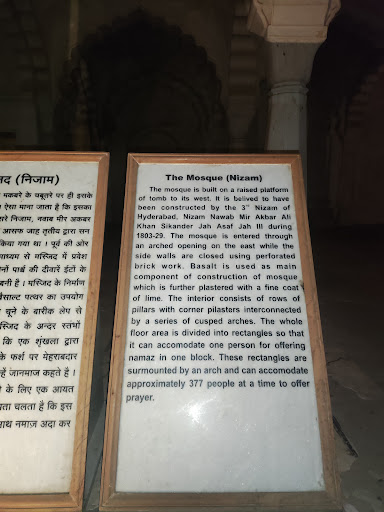 जद (निजाम)
मकबरे के चबूतरे पर ही इसके
ऐसा माना जाता है कि इसका
सरे निजाम, नवाब मीर अकबर
आसफ जाह तृतीय द्वारा सन
किया गया था । पूर्व की ओर
माध्यम से मस्जिद में प्रवेश
नों पार्श्व की दीवारें ईंटो के
बनी है । मस्जिद के निर्माण
सॉल्ट पत्थर का उपयोग
चूने के बारीक लेप से
स्जिद के अन्दर स्तंभो
कि एक शृंखला द्वारा
के फर्श पर मेहराबदार
हें जानमाज कहते है ।
के लिए एक आयत
चलता है कि इस
नमाज़ अदा कर
The Mosque (Nizam)
The mosque is built on a raised platform
of tomb to its west. It is belived to have
been constructed by the 3rd Nizam of
Hyderabad, Nizam Nawab Mir Akbar Ali
Khan Sikander Jah Asaf Jah III during
1803-29. The mosque is entered through
an arched opening on the east while the
side walls are closed using perforated
brick work. Basalt is used as main
component of construction of mosque
which is further plastered with a fine coat
of lime. The interior consists of rows of
pillars with corner pilasters interconnected
by a series of cusped arches. The whole
floor area is divided into rectangles so that
it can accomodate one person for offering
namaz in one block. These rectangles are
surmounted by an arch and can accomodate
approximately 377 people at a time to offer
prayer.